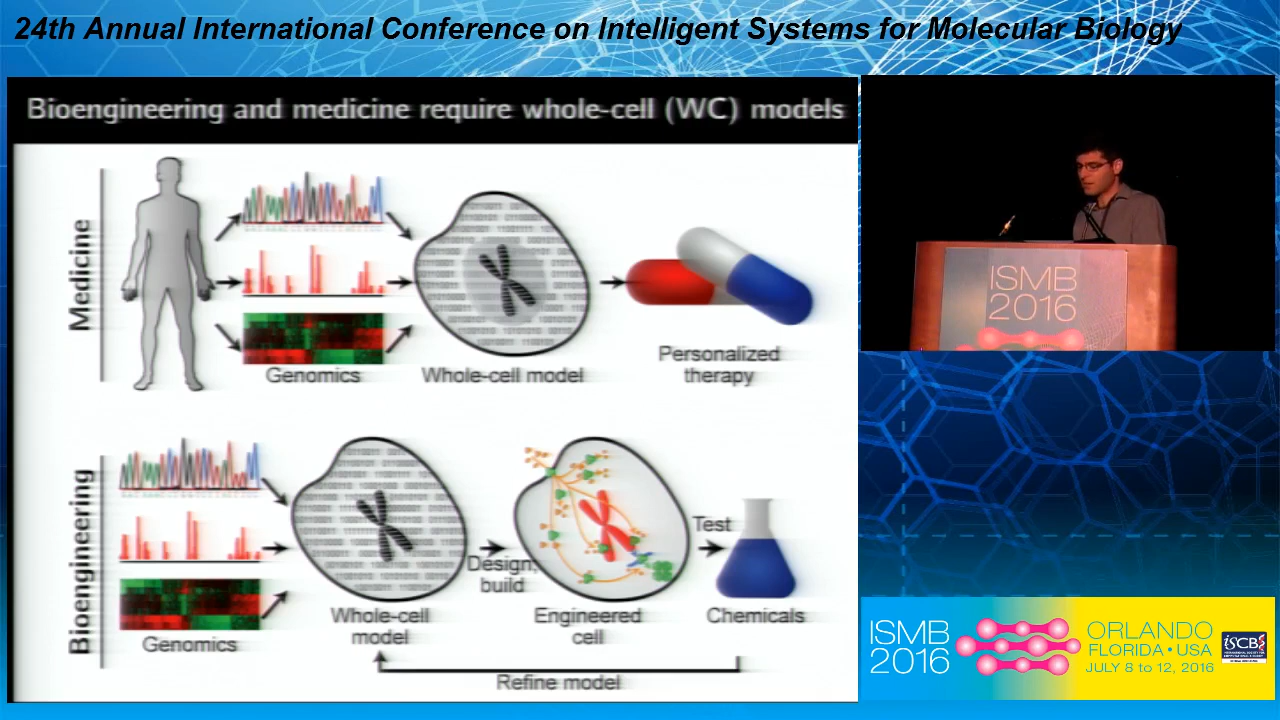 24th Annual International Conference on Intelligent Systems for Molecular Biology
Bioengineering and medicine require whole-cell (WC) models
Medicine
Genomics
Whole-cell model
Personalized
therapy
Bioengineering
Genomics
Whole-cell
model
Design,
build
Engineered
cell
Test
Chemicals
Refine model
ISMB
2016
ISMB
2016
ORLANDO
FLORIDA • USA
JULY 8 to 12, 2016
ISCB